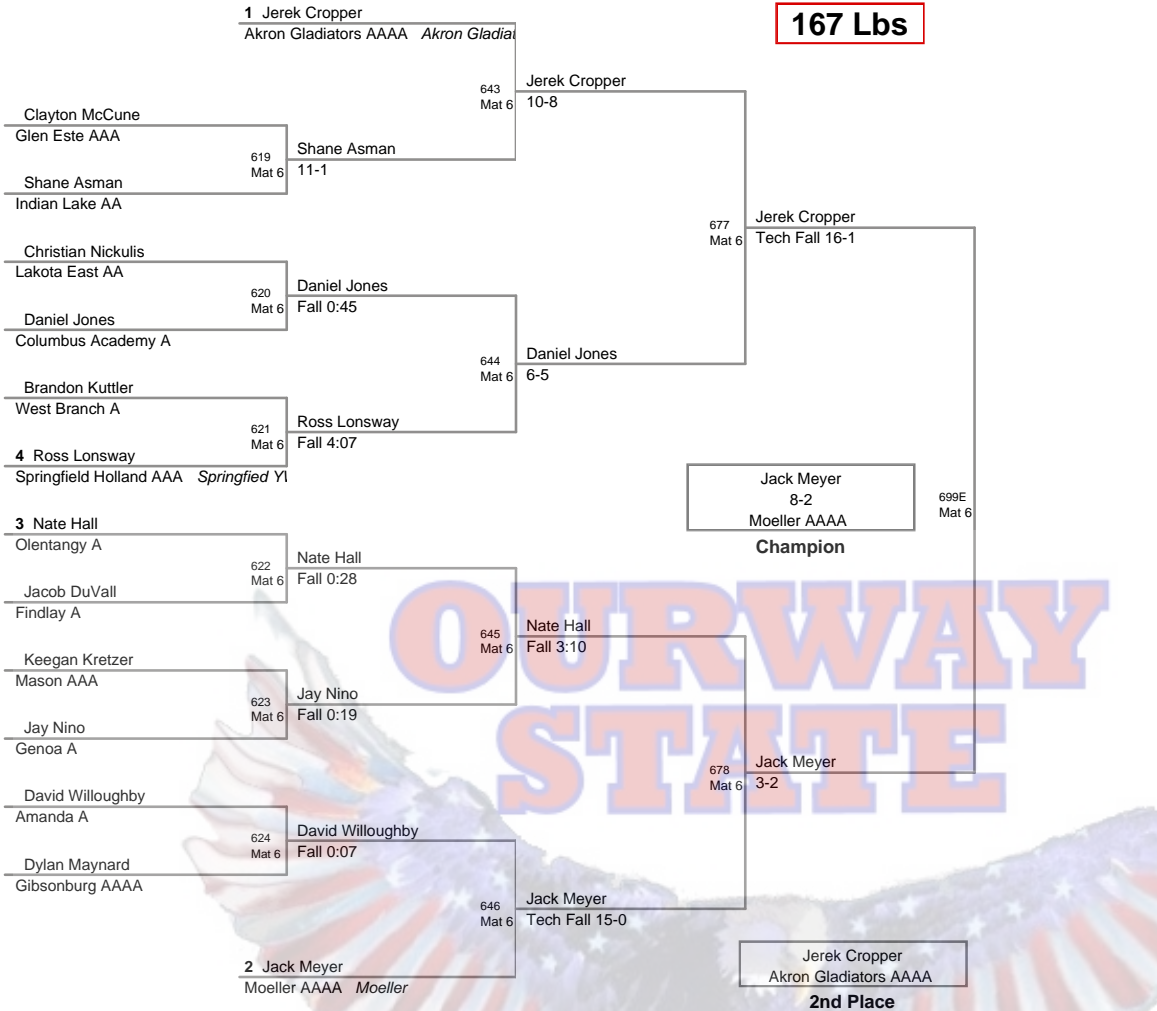 167 Lbs
1 Jerek Cropper
Akron Gladiators AAAA Akron Gladiat
643
Mat 6
Jerek Cropper
10-8
Clayton McCune
Glen Este AAA
619
Mat 6
Shane Asman
11-1
Shane Asman
Indian Lake AA
677
Mat 6
Jerek Cropper
Tech Fall 16-1
Christian Nickulis
Lakota East AA
620
Mat 6
Daniel Jones
Fall 0:45
Daniel Jones
Columbus Academy A
644
Mat 6
Daniel Jones
6-5
Brandon Kuttler
West Branch A
621
Mat 6
Ross Lonsway
Fall 4:07
4 Ross Lonsway
Springfield Holland AAA Springfied
Jack Meyer
8-2
Moeller AAAA
Champion
699E
Mat 6
3 Nate Hall
Olentangy A
622
Mat 6
Nate Hall
Fall 0:28
Jacob DuVall
Findlay A
OURWAY
STATE
645
Mat 6
Nate Hall
Fall 3:10
Keegan Kretzer
Mason AAA
623
Mat 6
Jay Nino
Fall 0:19
Jay Nino
Genoa A
678
Mat 6
Jack Meyer
3-2
David Willoughby
Amanda A
624
Mat 6
David Willoughby
Fall 0:07
Dylan Maynard
Gibsonburg AAAA
646
Mat 6
Jack Meyer
Tech Fall 15-0
2 Jack Meyer
Moeller AAAA Moeller
Jerek Cropper
Akron Gladiators AAAA
2nd Place